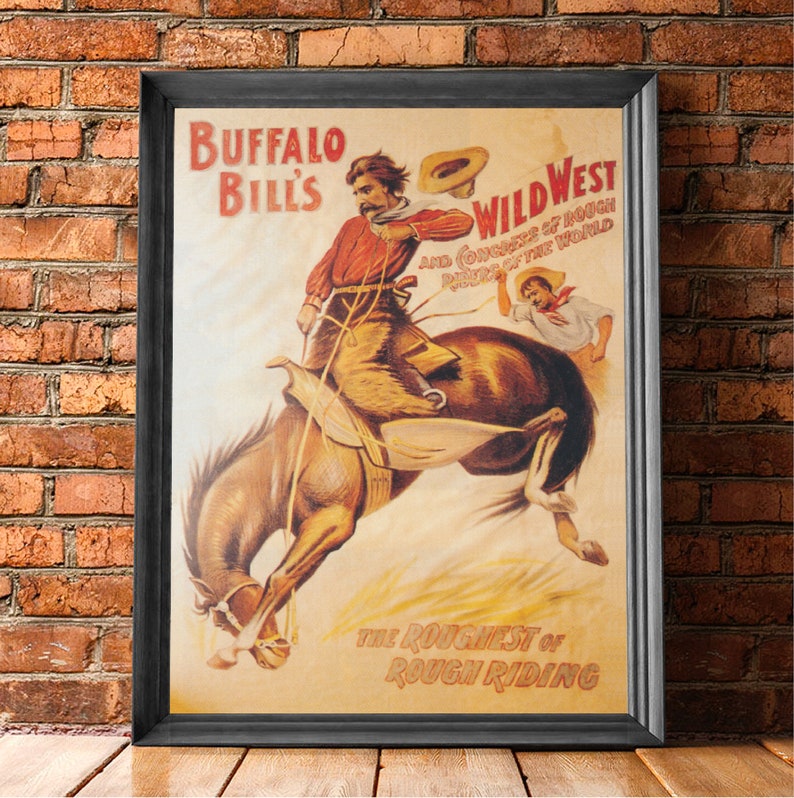 BUFFALO
BILL'S
WILD WEST
AND CONGRESS OF ROUGH
RIDERS OF THE WORLD
THE ROUGHEST OF
ROUGH RIDING